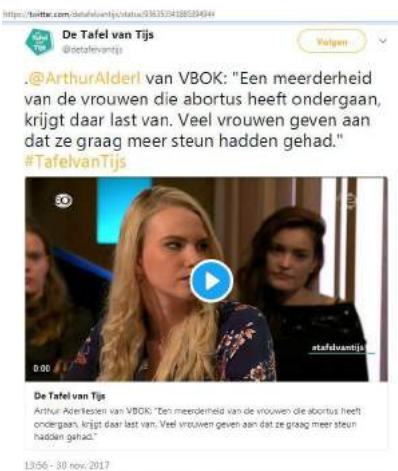 https://twitter.com/detafelvantijs/status/936353341885394944
De Tafel van Tijs
@detafelvantijs
Volgen
.@ArthurAlderl van VBOK: "Een meerderheid
van de vrouwen die abortus heeft ondergaan,
krijgt daar last van. Veel vrouwen geven aan
dat ze graag meer steun hadden gehad."
#TafelvanTijs
EO
#tafelvantijs
0:00
De Tafel van Tijs
Arthur Alderliesten van VBOK: "Een meerderheid van de vrouwen die abortus heeft
ondergaan, krijgt daar last van. Veel vrouwen geven aan dat ze graag meer steun
hadden gehad."
13:56 - 30 nov. 2017